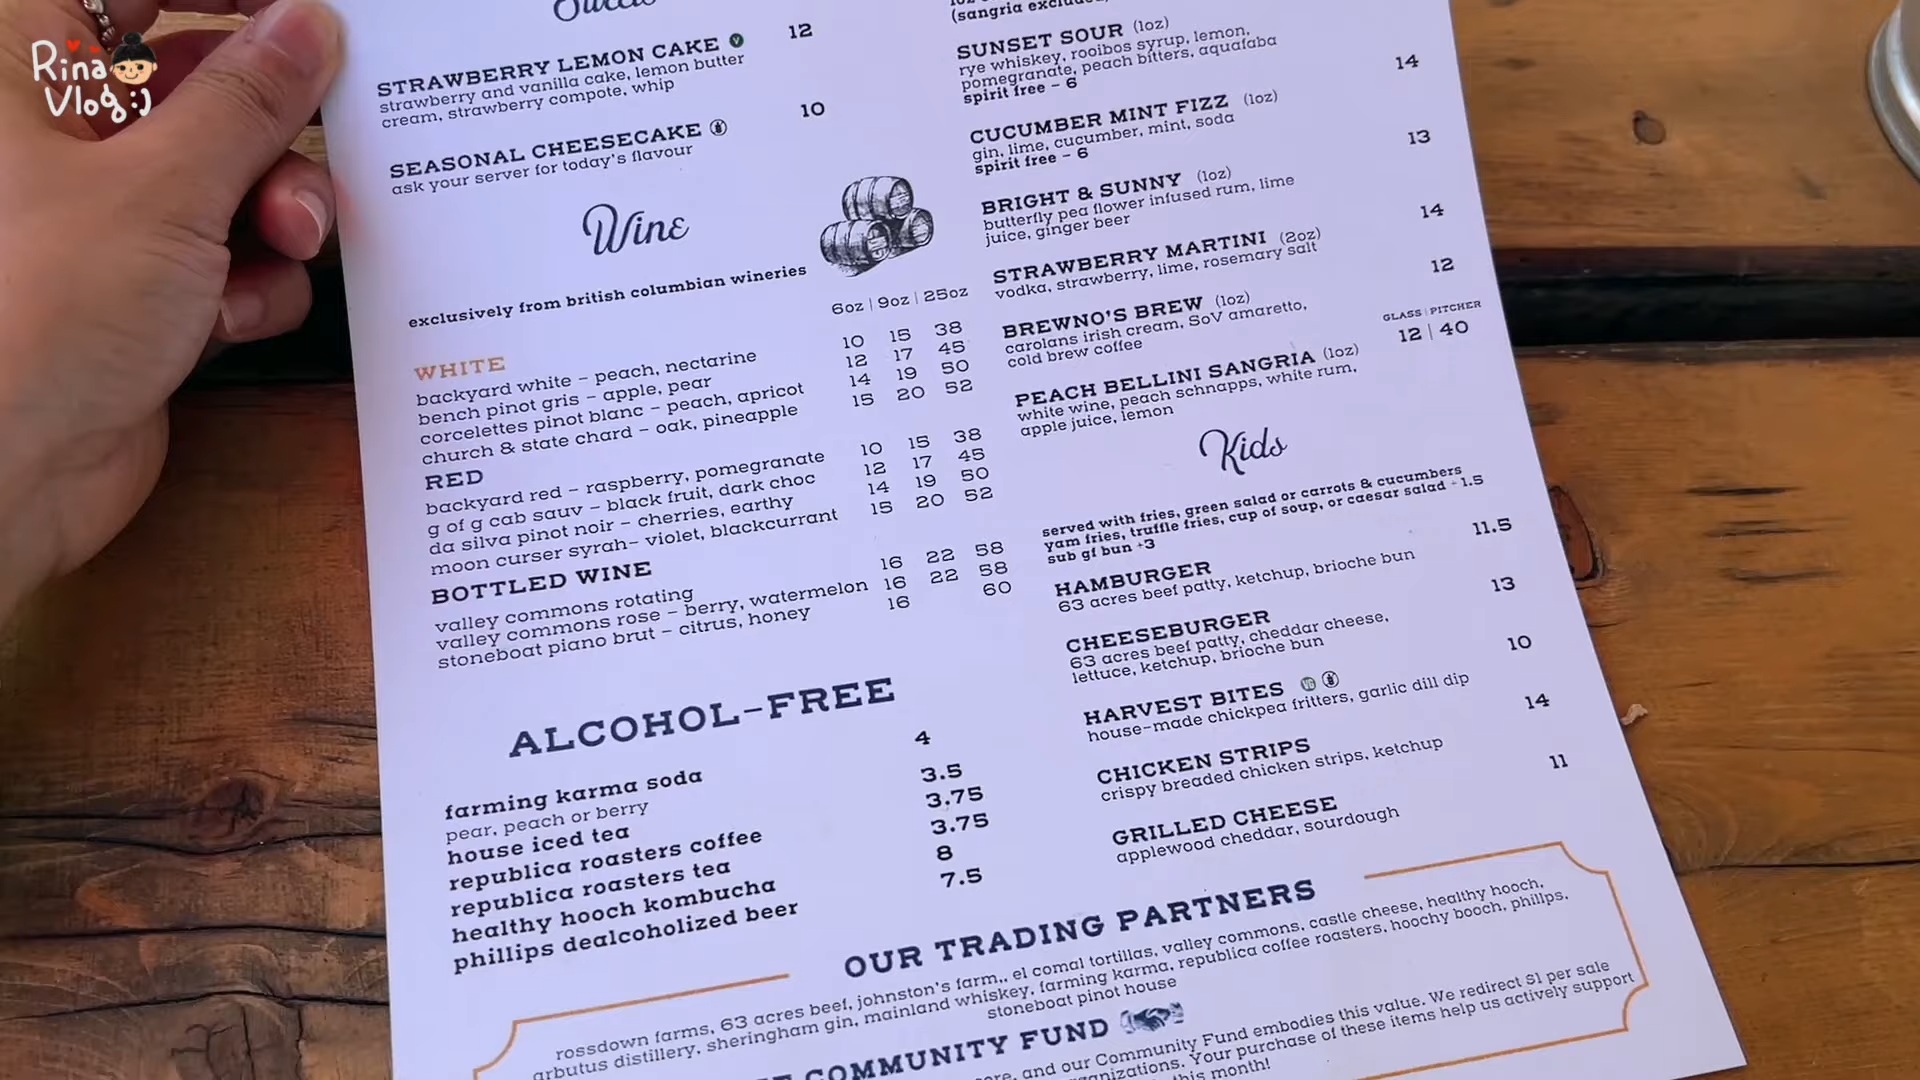 Rina
Vlog :)
Sweets
STRAWBERRY LEMON CAKE V 12
strawberry and vanilla cake, lemon butter
cream, strawberry compote, whip
SEASONAL CHEESECAKE 10
ask your server for today's flavour
Wine
exclusively from british columbian wineries
6oz | 9oz | 25oz
WHITE
backyard white - peach, nectarine 10 15 38
bench pinot gris - apple, pear 12 17 45
corcelettes pinot blanc - peach, apricot 14 19 50
church & state chard - oak, pineapple 15 20 52
RED
backyard red - raspberry, pomegranate 10 15 38
g of g cab sauv - black fruit, dark choc 12 17 45
da silva pinot noir - cherries, earthy 14 19 50
moon curser syrah- violet, blackcurrant 15 20 52
BOTTLED WINE
valley commons rotating 16 22 58
valley commons rose - berry, watermelon 16 22 58
stoneboat piano brut - citrus, honey 16 60
ALCOHOL-FREE
farming karma soda 4
pear, peach or berry
house iced tea 3.5
republica roasters coffee 3.75
republica roasters tea 3.75
healthy hooch kombucha 8
phillips dealcoholized beer 7.5
(sangria excluded
SUNSET SOUR (1oz) 14
rye whiskey, rooibos syrup, lemon,
pomegranate, peach bitters, aquafaba
spirit free - 6
CUCUMBER MINT FIZZ (1oz) 13
gin, lime, cucumber, mint, soda
spirit free - 6
BRIGHT & SUNNY (1oz) 14
butterfly pea flower infused rum, lime
juice, ginger beer
STRAWBERRY MARTINI (2oz) 12
vodka, strawberry, lime, rosemary salt
BREWNO'S BREW (1oz)
carolans irish cream, SoV amaretto,
cold brew coffee
GLASS | PITCHER
PEACH BELLINI SANGRIA (1oz) 12 | 40
white wine, peach schnapps, white rum,
apple juice, lemon
Kids
served with fries, green salad or carrots & cucumbers
yam fries, truffle fries, cup of soup, or caesar salad +1.5
sub gf bun +3
HAMBURGER 11.5
63 acres beef patty, ketchup, brioche bun
CHEESEBURGER 13
63 acres beef patty, cheddar cheese,
lettuce, ketchup, brioche bun
HARVEST BITES VG 10
house-made chickpea fritters, garlic dill dip
CHICKEN STRIPS 14
crispy breaded chicken strips, ketchup
GRILLED CHEESE 11
applewood cheddar, sourdough
OUR TRADING PARTNERS
rossdown farms, 63 acres beef, johnston's farm,, el comal tortillas, valley commons, castle cheese, healthy hooch,
arbutus distillery, sheringham gin, mainland whiskey, farming karma, republica coffee roasters, hoochy booch, phillps,
stoneboat pinot house
COMMUNITY FUND
and our Community Fund embodies this value. We redirect $1 per sale
Your purchase of these items help us actively support
this month!